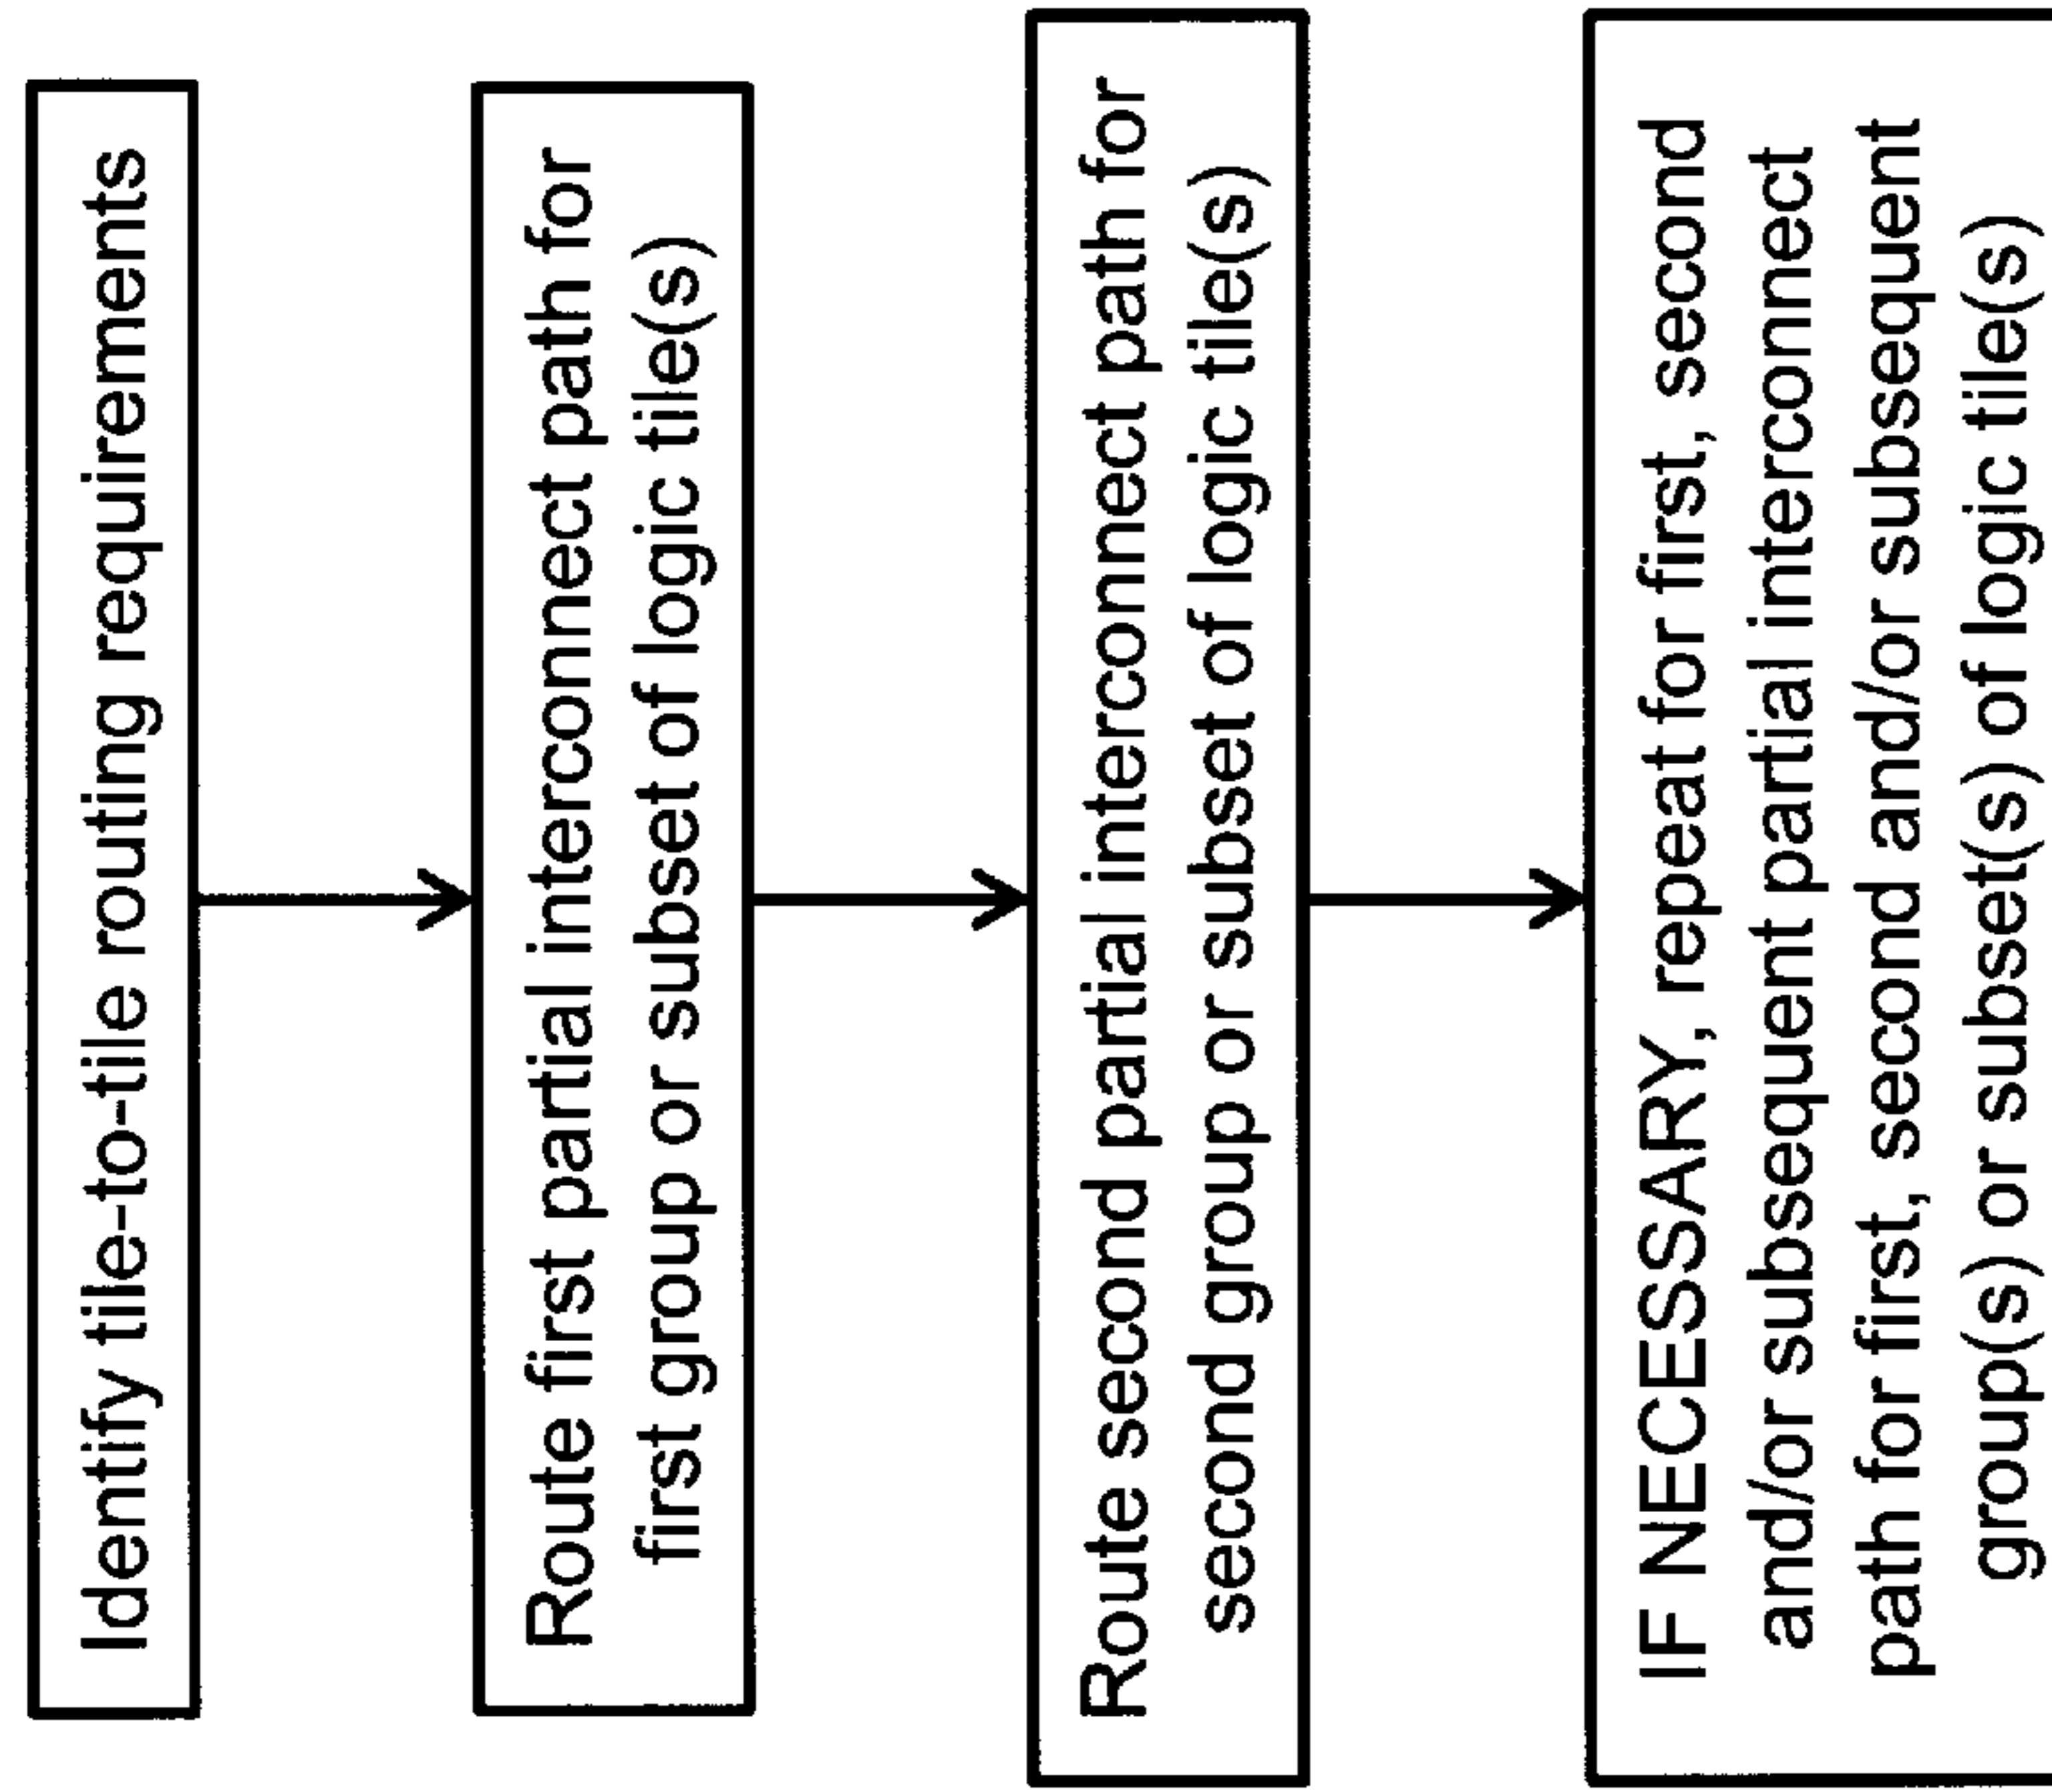 Identify tile-to-tile routing requirements
Route first partial interconnect path for
first group or subset of logic tile(s)
Route second partial interconnect path for
second group or subset of logic tile(s)
IF NECESSARY, repeat for first, second
and/or subsequent partial interconnect
path for first, second and/or subsequent
group(s) or subset(s) of logic tile(s)